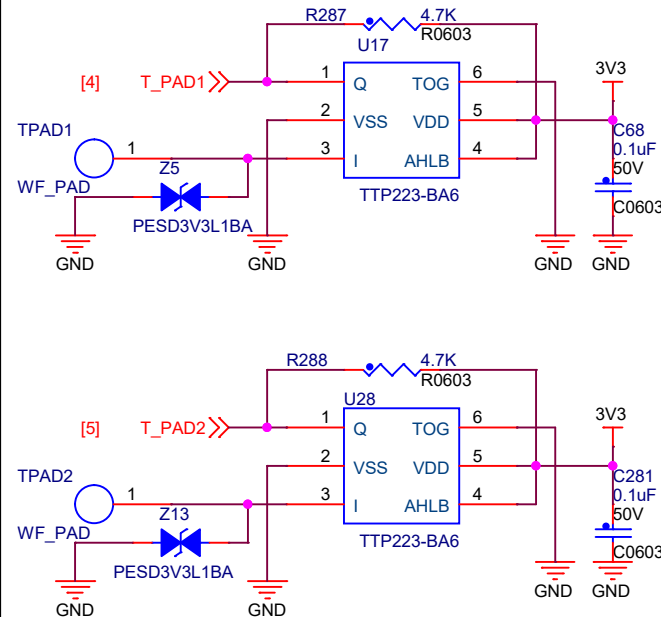 R287 4.7K
R0603
U17
[4] T_PAD1 1 Q TOG 6
3V3
2 VSS VDD 5
TPAD1
1 3 I AHLB 4
C68
0.1uF
50V
Z5
WF_PAD
TTP223-BA6
C0603
PESD3V3L1BA
GND GND GND GND
R288 4.7K
R0603
U28
[5] T_PAD2 1 Q TOG 6
3V3
2 VSS VDD 5
TPAD2
1 3 I AHLB 4
C281
0.1uF
50V
Z13
WF_PAD
TTP223-BA6
C0603
PESD3V3L1BA
GND GND GND GND